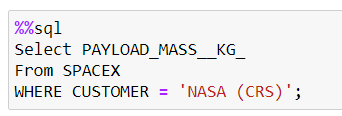 %%sql
Select PAYLOAD_MASS__KG_
From SPACEX
WHERE CUSTOMER = 'NASA (CRS)';